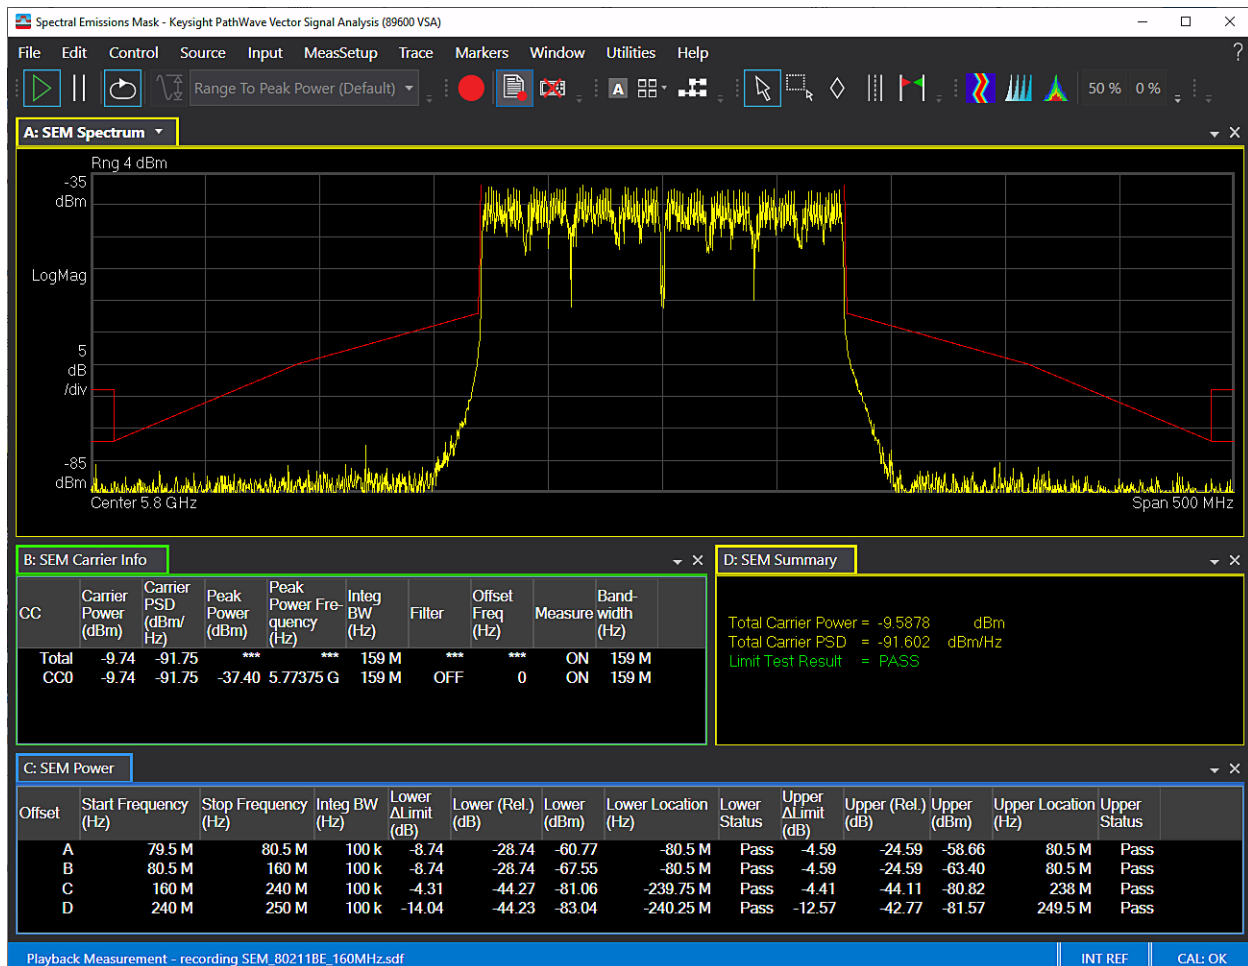 Spectral Emissions Mask - Keysight PathWave Vector Signal Analysis (89600 VSA)
File Edit Control Source Input MeasSetup Trace Markers Window Utilities Help
?
Range To Peak Power (Default)
A
50 % 0 %
A: SEM Spectrum
Rng 4 dBm
-35
dBm
LogMag
5
dB
/div
-85
dBm
Center 5.8 GHz
Span 500 MHz
B: SEM Carrier Info
CC Carrier Power (dBm) Carrier PSD (dBm/Hz) Peak Power (dBm) Peak Power Fre-quency (Hz) Integ BW (Hz) Filter Offset Freq (Hz) Measure Band-width (Hz)
Total -9.74 -91.75 *** *** 159 M *** *** ON 159 M
CC0 -9.74 -91.75 -37.40 5.77375 G 159 M OFF 0 ON 159 M
D: SEM Summary
Total Carrier Power = -9.5878 dBm
Total Carrier PSD = -91.602 dBm/Hz
Limit Test Result = PASS
C: SEM Power
Offset Start Frequency (Hz) Stop Frequency (Hz) Integ BW (Hz) Lower ΔLimit (dB) Lower (Rel.) (dB) Lower (dBm) Lower Location (Hz) Lower Status Upper ΔLimit (dB) Upper (Rel.) (dB) Upper (dBm) Upper Location (Hz) Upper Status
A 79.5 M 80.5 M 100 k -8.74 -28.74 -60.77 -80.5 M Pass -4.59 -24.59 -58.66 80.5 M Pass
B 80.5 M 160 M 100 k -8.74 -28.74 -67.55 -80.5 M Pass -4.59 -24.59 -63.40 80.5 M Pass
C 160 M 240 M 100 k -4.31 -44.27 -81.06 -239.75 M Pass -4.41 -44.11 -80.82 238 M Pass
D 240 M 250 M 100 k -14.04 -44.23 -83.04 -240.25 M Pass -12.57 -42.77 -81.57 249.5 M Pass
Playback Measurement - recording SEM_80211BE_160MHz.sdf
INT REF
CAL: OK